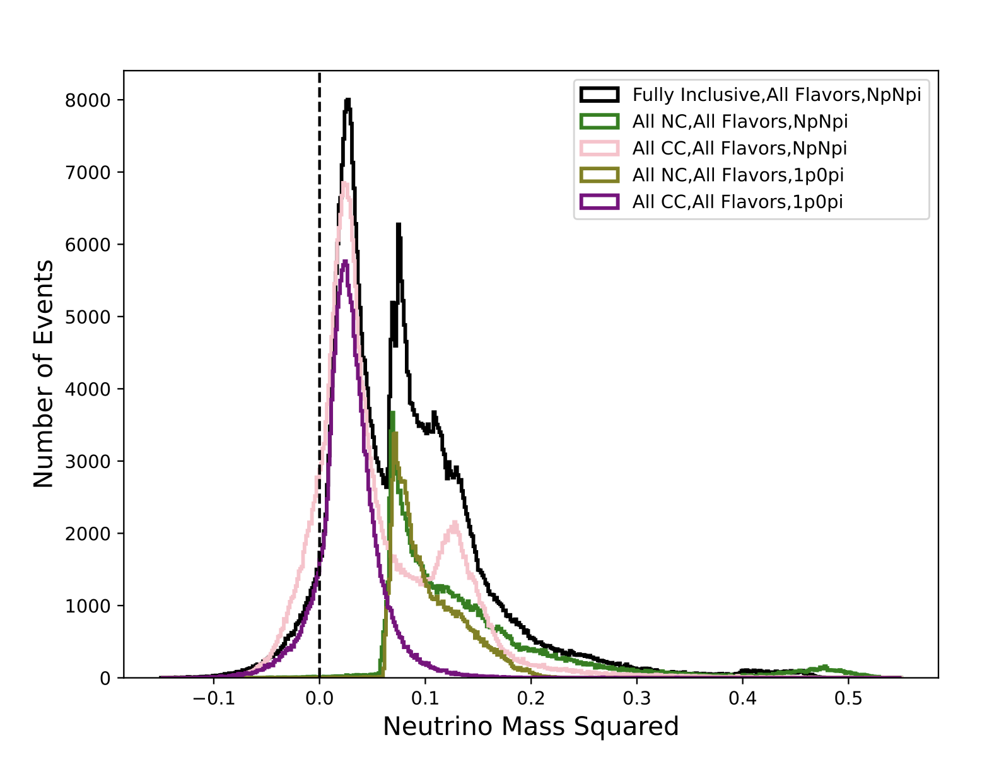 8000
7000
6000
5000
4000
3000
2000
1000
0
Number of Events
Fully Inclusive,All Flavors,NpNpi
All NC,All Flavors,NpNpi
All CC,All Flavors,NpNpi
All NC,All Flavors,1p0pi
All CC,All Flavors,1p0pi
−0.1 0.0 0.1 0.2 0.3 0.4 0.5
Neutrino Mass Squared